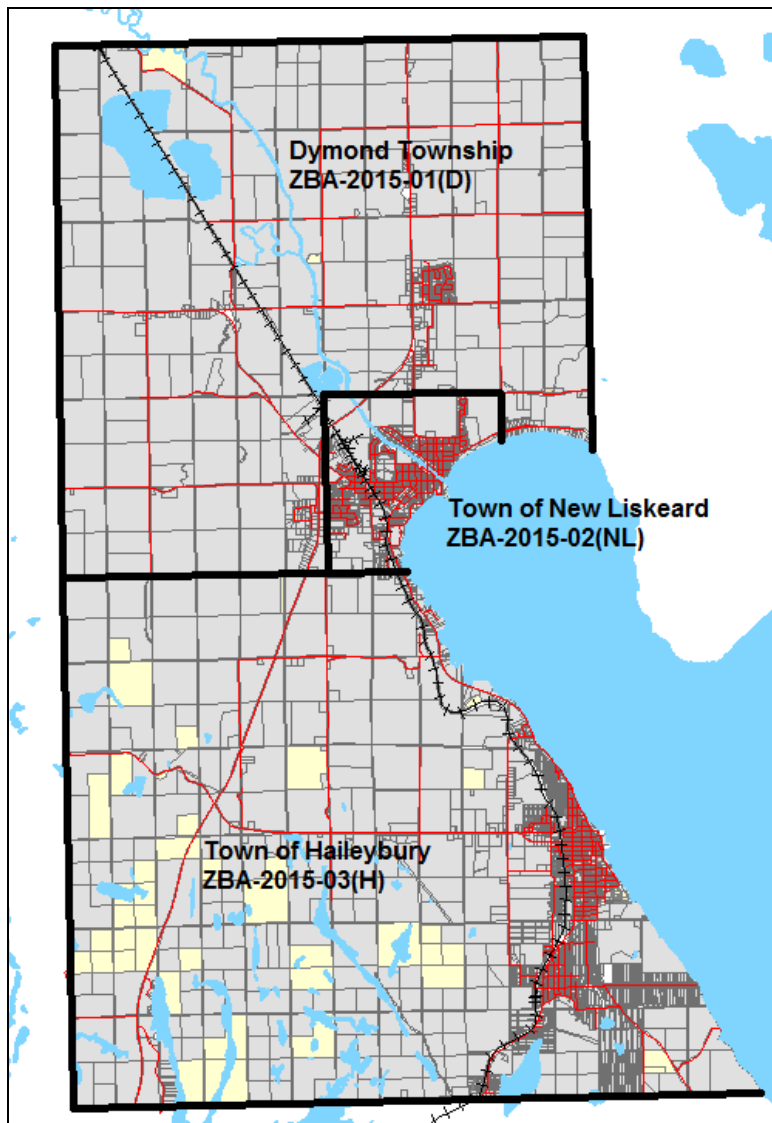 Dymond Township
ZBA-2015-01(D)
Town of New Liskeard
ZBA-2015-02(NL)
Town of Haileybury
ZBA-2015-03(H)